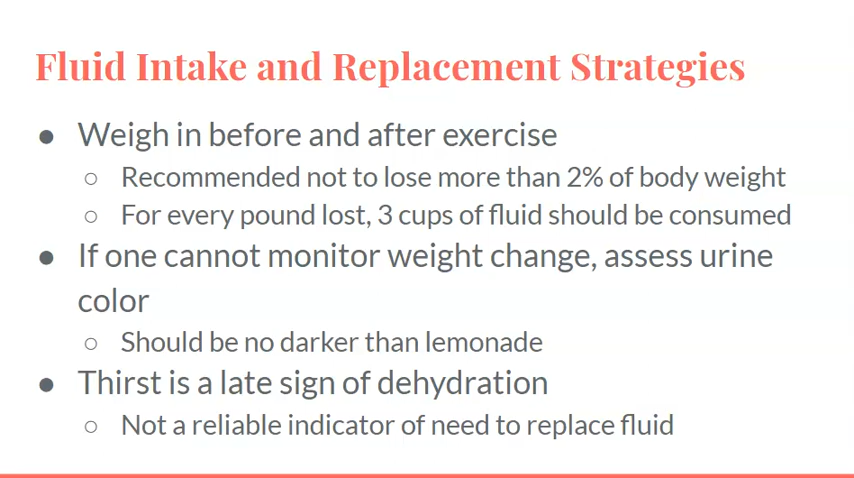 Fluid Intake and Replacement Strategies
● Weigh in before and after exercise
○ Recommended not to lose more than 2% of body weight
○ For every pound lost, 3 cups of fluid should be consumed
● If one cannot monitor weight change, assess urine
color
○ Should be no darker than lemonade
● Thirst is a late sign of dehydration
○ Not a reliable indicator of need to replace fluid